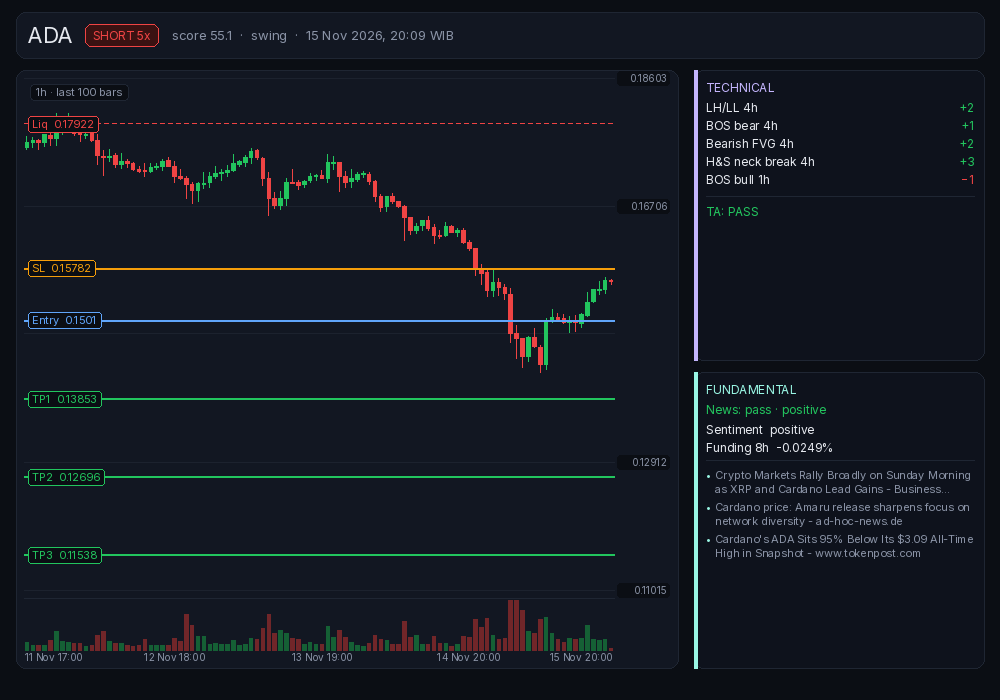 ADA SHORT 5x score 55.1 · swing · 15 Nov 2026, 20:09 WIB
1h · last 100 bars
0.18603
Liq 0.17922
0.16706
SL 0.15782
Entry 0.1501
TP1 0.13853
0.12912
TP2 0.12696
TP3 0.11538
0.11015
11 Nov 17:00 12 Nov 18:00 13 Nov 19:00 14 Nov 20:00 15 Nov 20:00
TECHNICAL
LH/LL 4h +2
BOS bear 4h +1
Bearish FVG 4h +2
H&S neck break 4h +3
BOS bull 1h −1
TA: PASS
FUNDAMENTAL
News: pass · positive
Sentiment positive
Funding 8h -0.0249%
• Crypto Markets Rally Broadly on Sunday Morning
as XRP and Cardano Lead Gains - Business...
• Cardano price: Amaru release sharpens focus on
network diversity - ad-hoc-news.de
• Cardano's ADA Sits 95% Below Its $3.09 All-Time
High in Snapshot - www.tokenpost.com